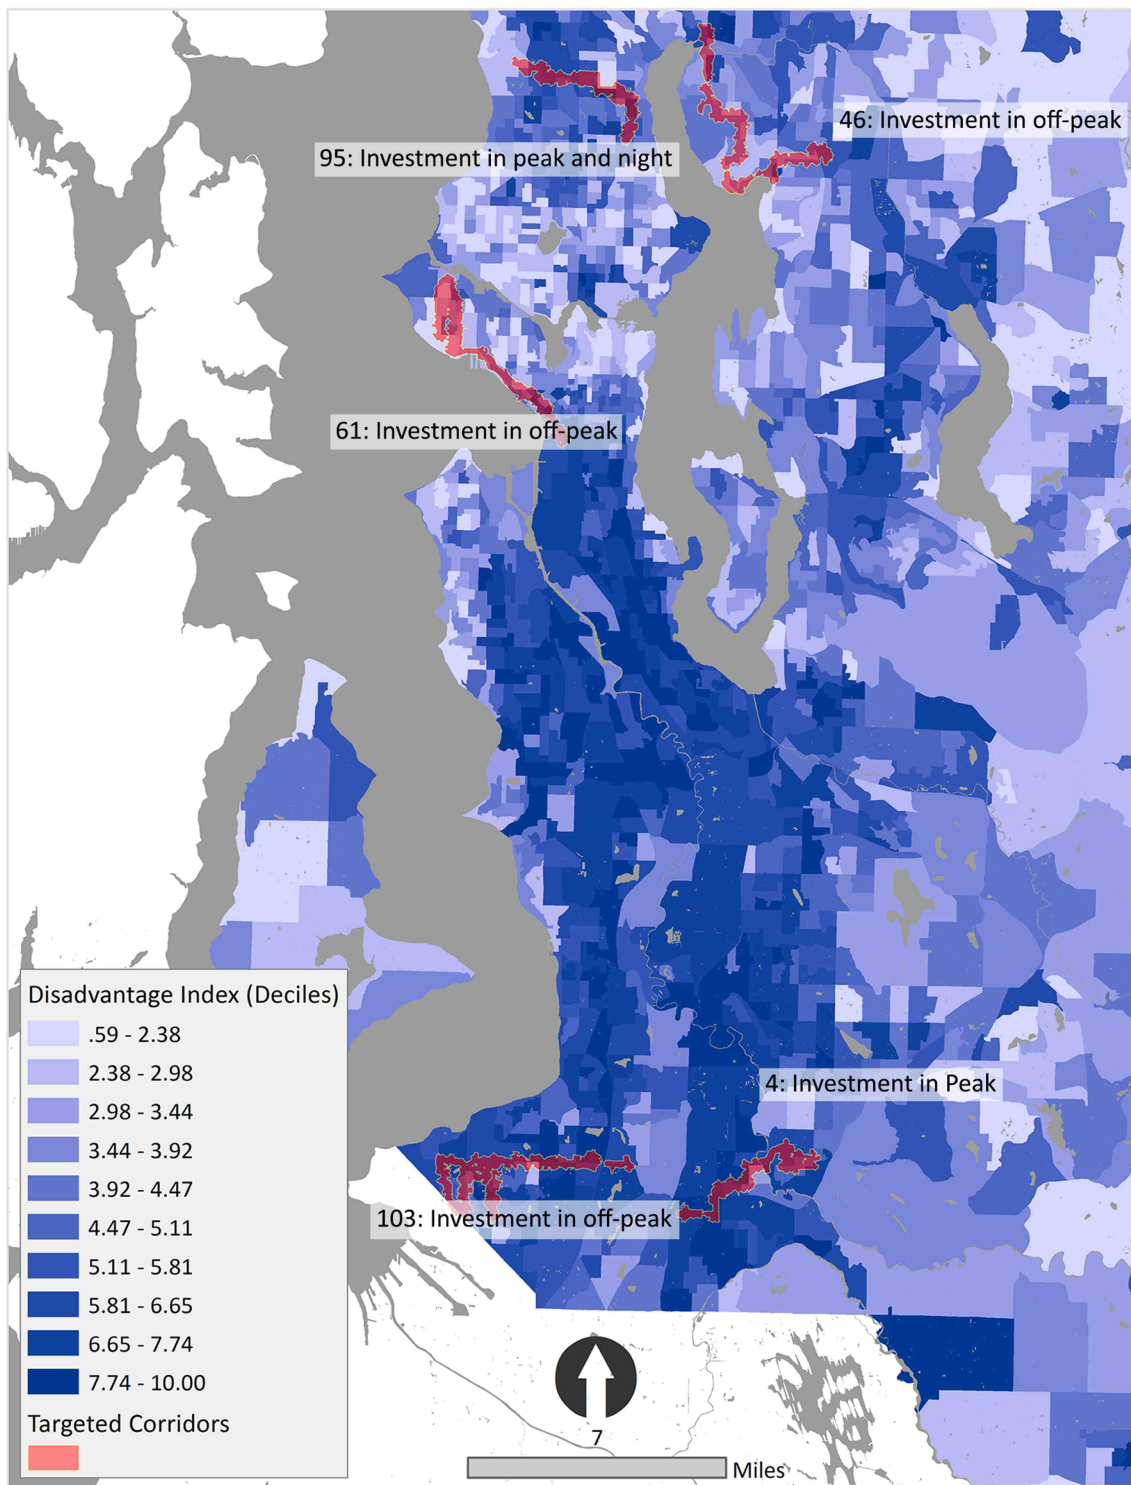 46: Investment in off-peak
95: Investment in peak and night
61: Investment in off-peak
4: Investment in Peak
103: Investment in off-peak
Disadvantage Index (Deciles)
.59 - 2.38
2.38 - 2.98
2.98 - 3.44
3.44 - 3.92
3.92 - 4.47
4.47 - 5.11
5.11 - 5.81
5.81 - 6.65
6.65 - 7.74
7.74 - 10.00
Targeted Corridors
7
Miles